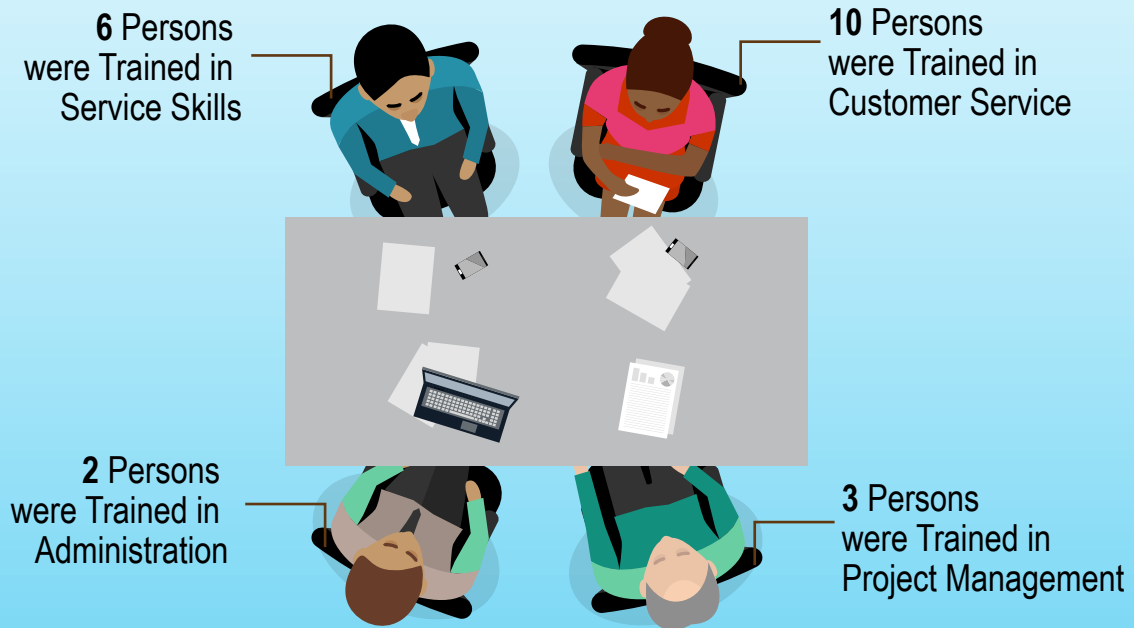 6 Persons
were Trained in
Service Skills
10 Persons
were Trained in
Customer Service
2 Persons
were Trained in
Administration
3 Persons
were Trained in
Project Management